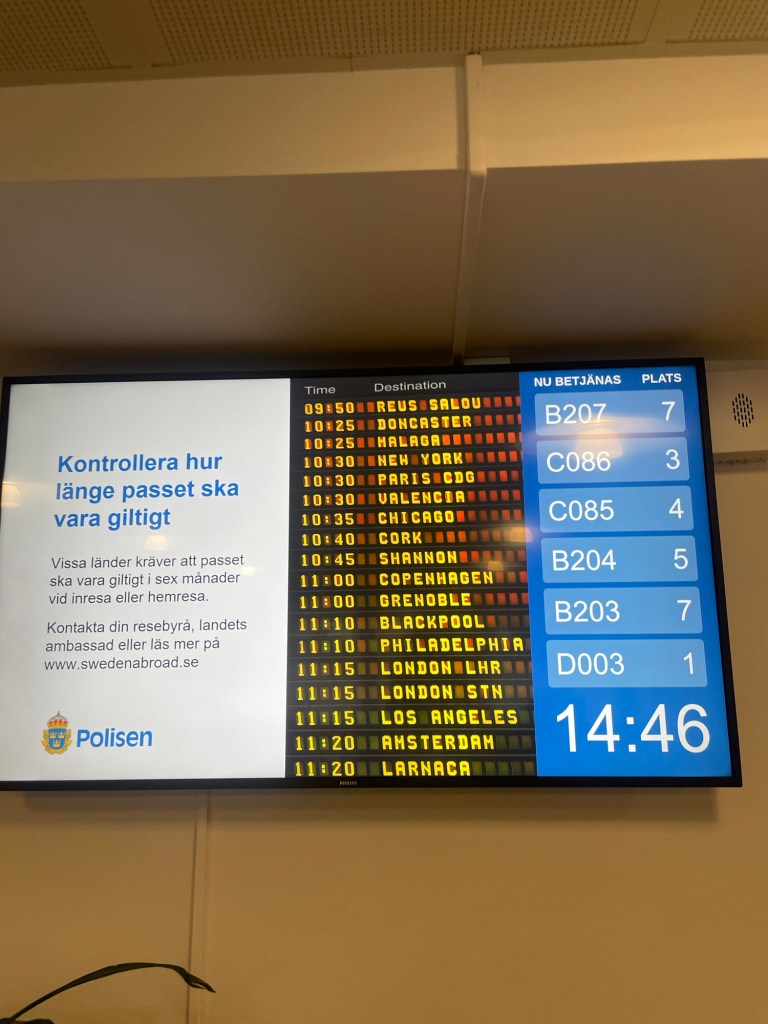 Kontrollera hur
länge passet ska
vara giltigt
Vissa länder kräver att passet
ska vara giltigt i sex månader
vid inresa eller hemresa.
Kontakta din resebyrå, landets
ambassad eller läs mer på
www.swedenabroad.se
Polisen
Time Destination
09:50 REUS SALOU
10:25 DONCASTER
10:25 MALAGA
10:30 NEW YORK
10:30 PARIS CDG
10:30 VALENCIA
10:35 CHICAGO
10:40 CORK
10:45 SHANNON
11:00 COPENHAGEN
11:00 GRENOBLE
11:10 BLACKPOOL
11:10 PHILADELPHIA
11:15 LONDON LHR
11:15 LONDON STN
11:15 LOS ANGELES
11:20 AMSTERDAM
11:20 LARNACA
NU BETJÄNAS PLATS
B207 7
C086 3
C085 4
B204 5
B203 7
D003 1
14:46
PHILIPS